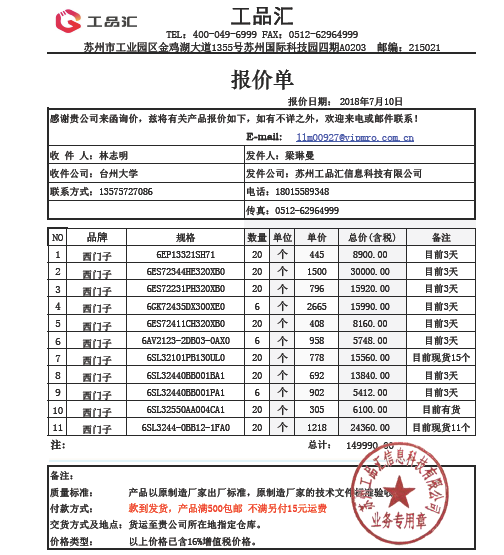 工品汇
工品汇
TEL: 400-049-6999 FAX: 0512-62964999
苏州市工业园区金鸡湖大道1355号苏州国际科技园四期A0203 邮编: 215021
报价单
报价日期: 2018年7月10日
感谢贵公司来函询价，兹将有关产品报价如下，如有不详之外，欢迎来电或邮件联系！
E-mail: llm00927@vipmro.com.cn
收 件 人: 林志明 发件人: 梁琳曼
收件公司: 台州大学 发件公司: 苏州工品汇信息科技有限公司
联系方式: 13575727086 电话: 18015589348
传真: 0512-62964999
NO 品牌 规格 数量 单位 单价 总价(含税) 备注
1 西门子 6EP13321SH71 20 个 445 8900.00 目前3天
2 西门子 6ES72344HE320XB0 20 个 1500 30000.00 目前3天
3 西门子 6ES72231PH320XB0 20 个 796 15920.00 目前3天
4 西门子 6GK72435DX300XE0 6 个 2665 15990.00 目前3天
5 西门子 6ES72411CH320XB0 20 个 408 8160.00 目前3天
6 西门子 6AV2123-2DB03-0AX0 6 个 958 5748.00 目前3天
7 西门子 6SL32101PB130UL0 20 个 778 15560.00 目前现货15个
8 西门子 6SL32440BB001BA1 20 个 692 13840.00 目前3天
9 西门子 6SL32440BB001PA1 6 个 902 5412.00 目前3天
10 西门子 6SL32550AA004CA1 20 个 305 6100.00 目前有货
11 西门子 6SL3244-0BB12-1FA0 20 个 1218 24360.00 目前现货11个
注: 总计: 149990.00
备注:
质量标准: 产品以原制造厂家出厂标准，原制造厂家的技术文件标准验收
付款方式: 款到发货，产品满500包邮 不满另付15元运费
交货方式及地点: 货运至贵公司所在地指定仓库。
价格类型: 以上价格已含16%增值税价格。
苏州工品汇信息科技有限公司
业务专用章